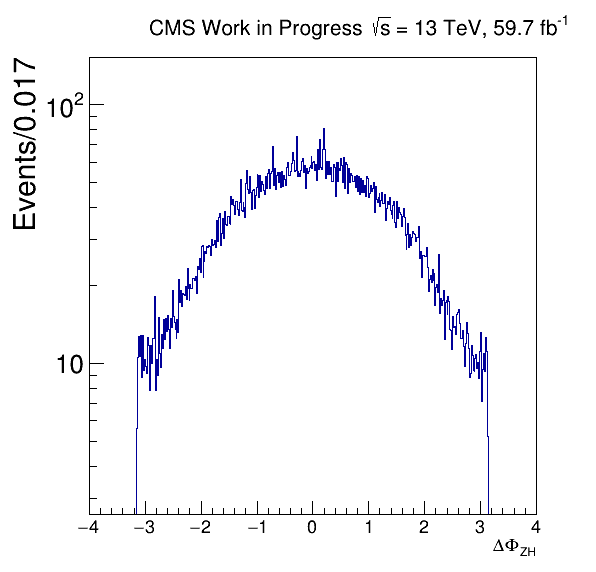 CMS Work in Progress √s = 13 TeV, 59.7 fb⁻¹
Events/0.017
10²
10
−4 −3 −2 −1 0 1 2 3 4
ΔΦ_ZH